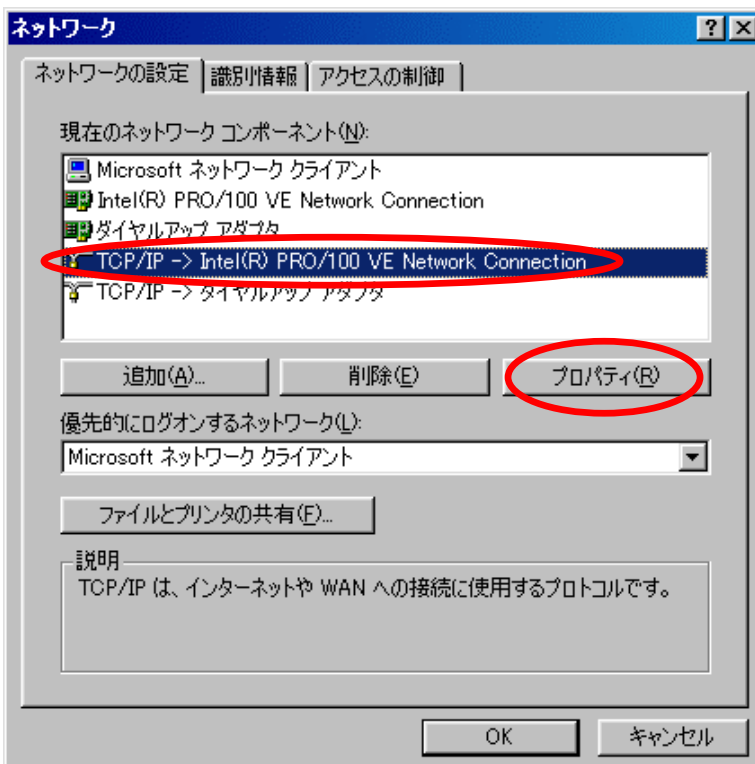 ネットワーク
ネットワークの設定 識別情報 アクセスの制御
現在のネットワーク コンポーネント(N):
Microsoft ネットワーク クライアント
Intel(R) PRO/100 VE Network Connection
ダイヤルアップ アダプタ
TCP/IP -> Intel(R) PRO/100 VE Network Connection
TCP/IP -> ダイヤルアップ アダプタ
追加(A)... 削除(E) プロパティ(R)
優先的にログオンするネットワーク(L):
Microsoft ネットワーク クライアント
ファイルとプリンタの共有(F)...
説明
TCP/IP は、インターネットや WAN への接続に使用するプロトコルです。
OK キャンセル